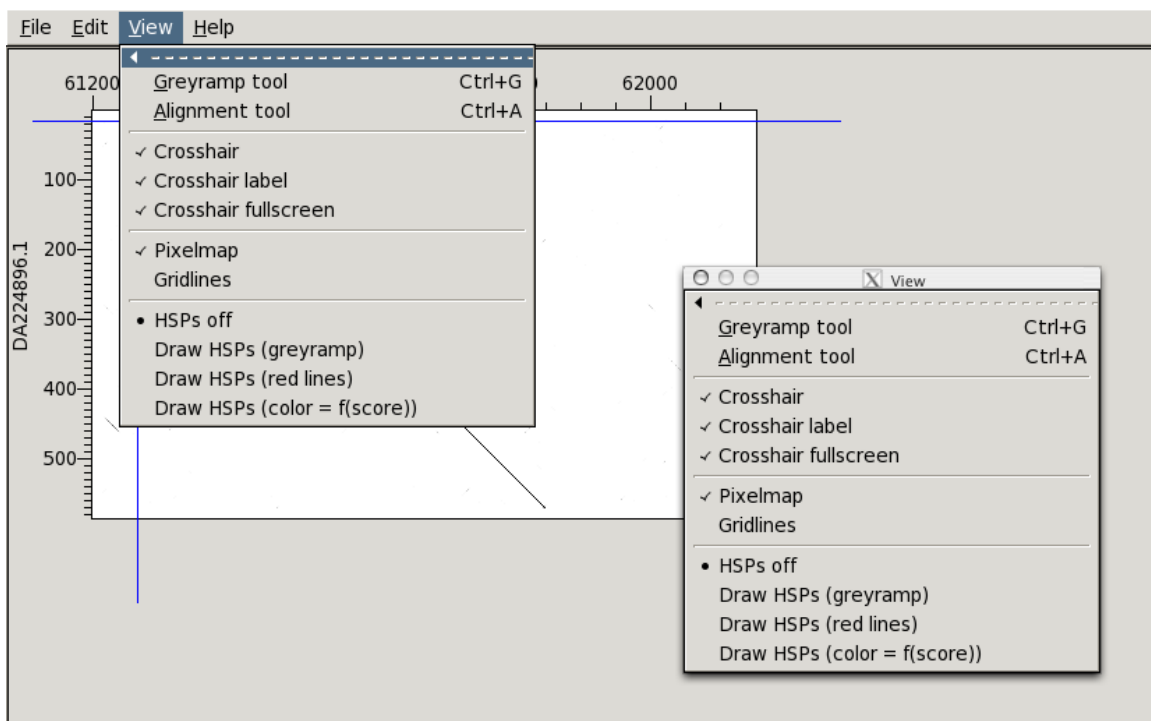 File Edit View Help
61200 62000
Greyramp tool Ctrl+G
Alignment tool Ctrl+A
Crosshair
Crosshair label
Crosshair fullscreen
Pixelmap
Gridlines
HSPs off
Draw HSPs (greyramp)
Draw HSPs (red lines)
Draw HSPs (color = f(score))
100
200
300
400
500
DA224896.1
View
Greyramp tool Ctrl+G
Alignment tool Ctrl+A
Crosshair
Crosshair label
Crosshair fullscreen
Pixelmap
Gridlines
HSPs off
Draw HSPs (greyramp)
Draw HSPs (red lines)
Draw HSPs (color = f(score))